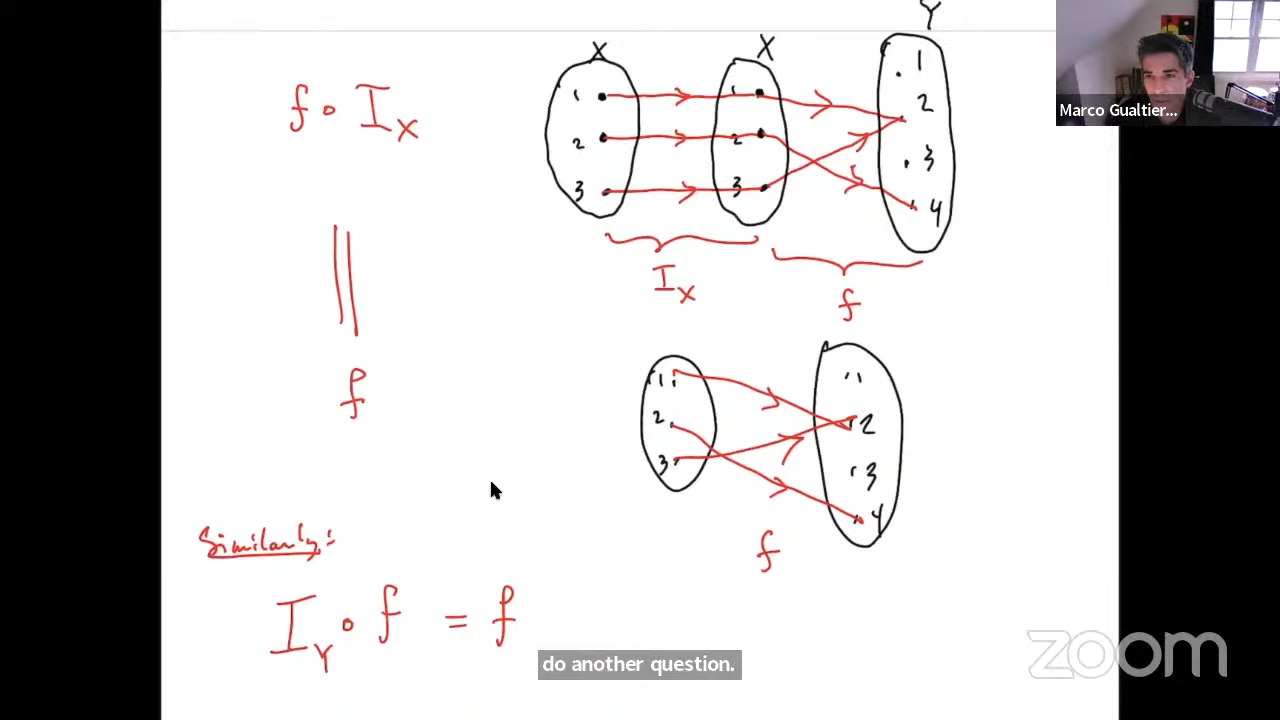 f ∘ I_X
||
f
X X Y
1 1 1
2 2 2
3 3 3
4
I_X f
1 1
2 2
3 3
4
f
Similarly:
I_Y ∘ f = f
do another question.
Marco Gualtier...
zoom